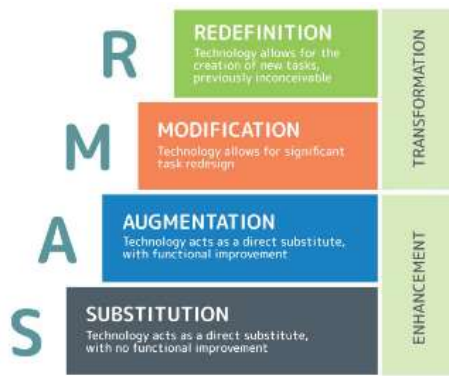 R
REDEFINITION
Technology allows for the
creation of new tasks,
previously inconceivable
M
MODIFICATION
Technology allows for significant
task redesign
TRANSFORMATION
A
AUGMENTATION
Technology acts as a direct substitute,
with functional improvement
S
SUBSTITUTION
Technology acts as a direct substitute,
with no functional improvement
ENHANCEMENT